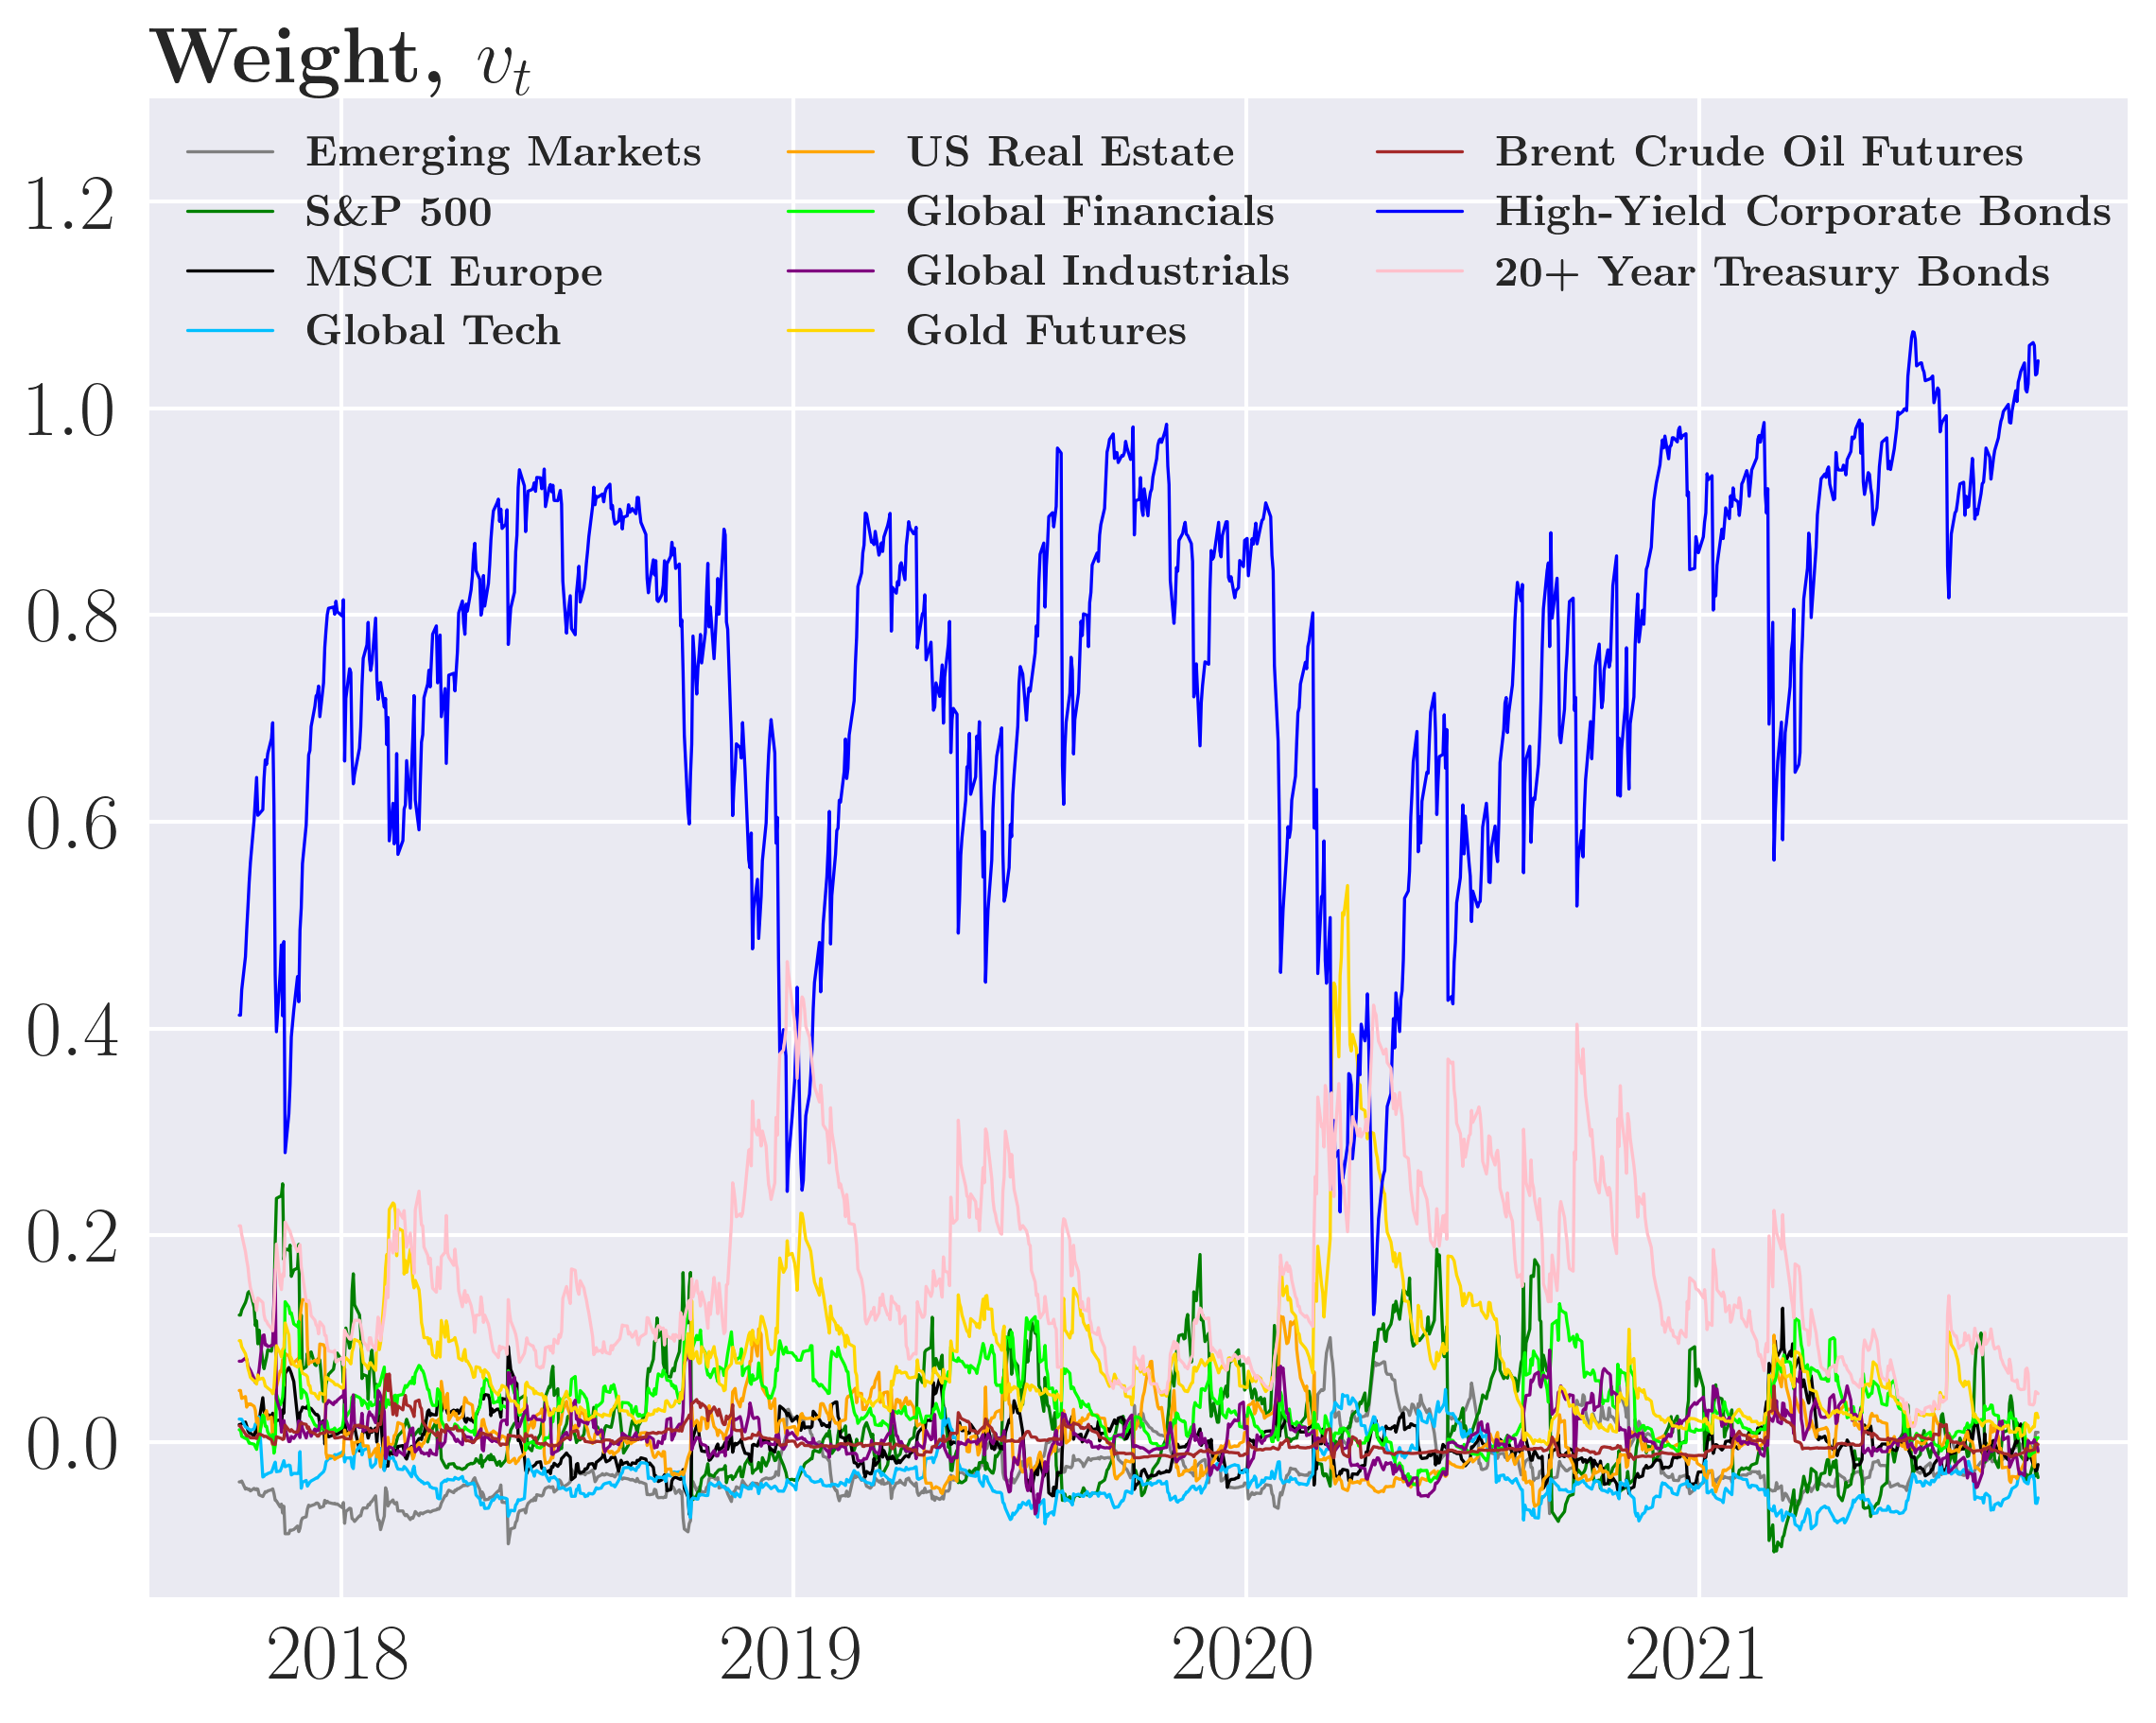 Weight, v_t
Emerging Markets
S&P 500
MSCI Europe
Global Tech
US Real Estate
Global Financials
Global Industrials
Gold Futures
Brent Crude Oil Futures
High-Yield Corporate Bonds
20+ Year Treasury Bonds
1.2
1.0
0.8
0.6
0.4
0.2
0.0
2018 2019 2020 2021